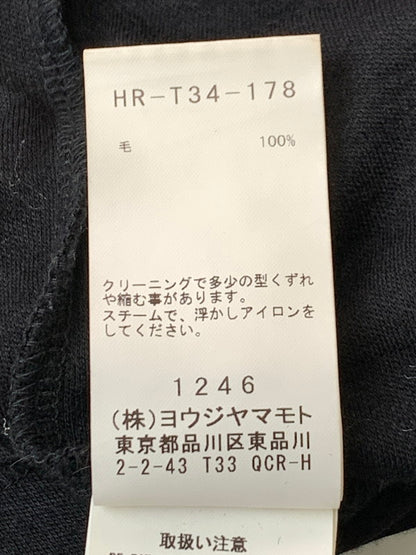 HR-T34-178
毛 100%
クリーニングで多少の型くずれ
や縮む事があります。
スチームで、浮かしアイロンを
してください。
1246
(株)ヨウジヤマモト
東京都品川区東品川
2-2-43 T33 QCR-H
取扱い注意